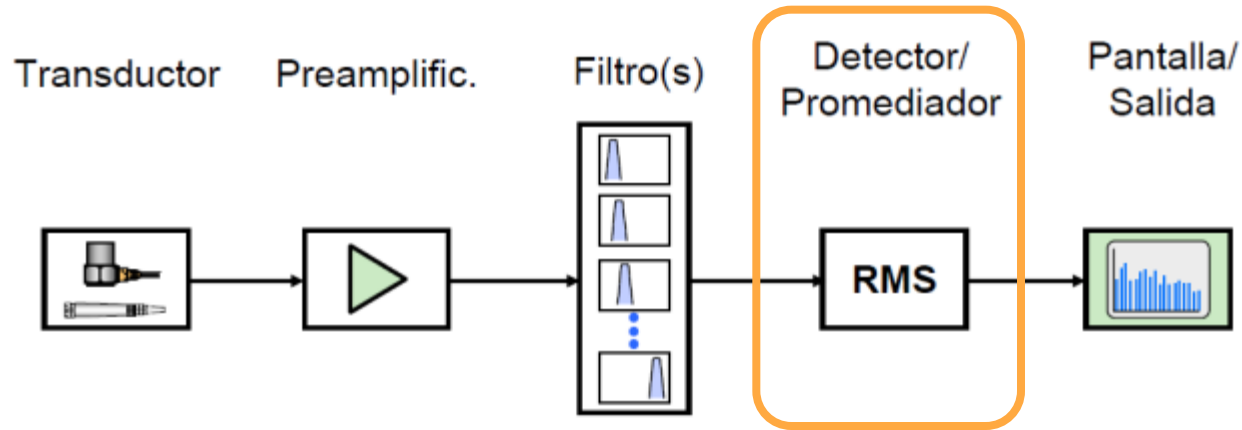 Transductor
Preamplific.
Filtro(s)
Detector/
Promediador
Pantalla/
Salida
RMS